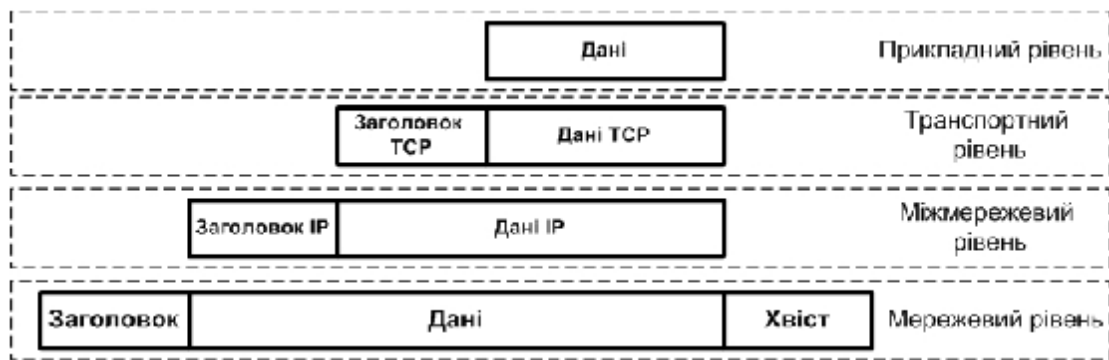 Дані
Прикладний рівень
Заголовок
TCP
Дані TCP
Транспортний
рівень
Заголовок IP
Дані IP
Міжмережевий
рівень
Заголовок
Дані
Хвіст
Мережевий рівень